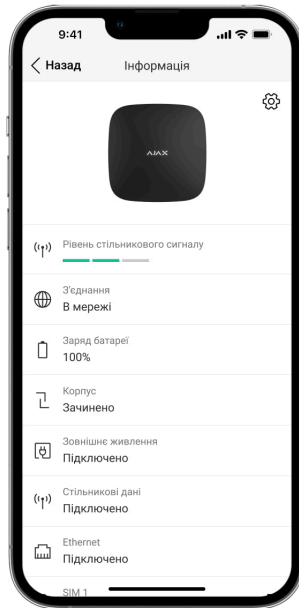 9:41
Назад
Інформація
AJAX
Рівень стільникового сигналу
З'єднання
В мережі
Заряд батареї
100%
Корпус
Зачинено
Зовнішнє живлення
Підключено
Стільникові дані
Підключено
Ethernet
Підключено
SIM 1